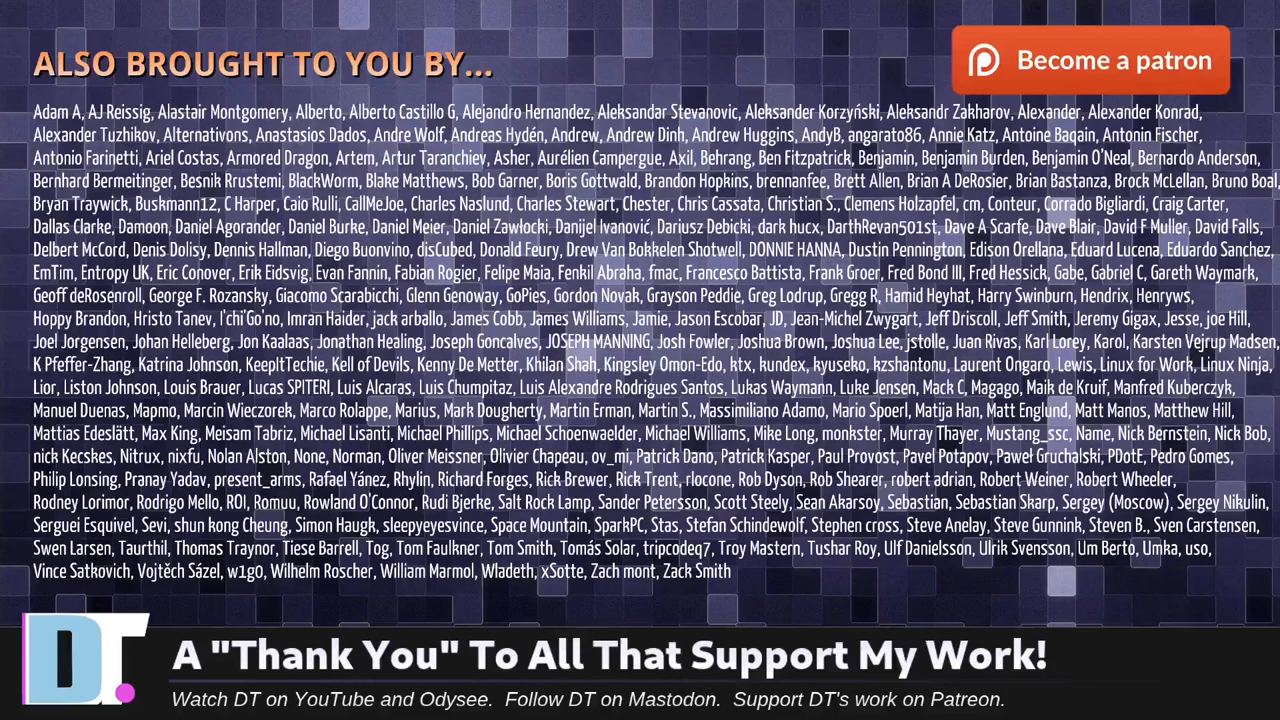 ALSO BROUGHT TO YOU BY...
Become a patron
Adam A, AJ Reissig, Alastair Montgomery, Alberto, Alberto Castillo G, Alejandro Hernandez, Aleksandar Stevanovic, Aleksander Korzyński, Aleksandr Zakharov, Alexander, Alexander Konrad,
Alexander Tuzhikov, Alternativons, Anastasios Dados, Andre Wolf, Andreas Hydén, Andrew, Andrew Dinh, Andrew Huggins, AndyB, angarato86, Annie Katz, Antoine Baqain, Antonin Fischer,
Antonio Farinetti, Ariel Costas, Armored Dragon, Artem, Artur Taranchiev, Asher, Aurélien Campergue, Axil, Behrang, Ben Fitzpatrick, Benjamin, Benjamin Burden, Benjamin O'Neal, Bernardo Anderson,
Bernhard Bermeitinger, Besnik Rrustemi, BlackWorm, Blake Matthews, Bob Garner, Boris Gottwald, Brandon Hopkins, brennanfee, Brett Allen, Brian A DeRosier, Brian Bastanza, Brock McLellan, Bruno Boal,
Bryan Traywick, Buskmann12, C Harper, Caio Rulli, CallMeJoe, Charles Naslund, Charles Stewart, Chester, Chris Cassata, Christian S., Clemens Holzapfel, cm, Conteur, Corrado Bigliardi, Craig Carter,
Dallas Clarke, Damoon, Daniel Agorander, Daniel Burke, Daniel Meier, Daniel Zawłocki, Danijel Ivanović, Dariusz Debicki, dark hucx, DarthRevan501st, Dave A Scarfe, Dave Blair, David F Muller, David Falls,
Delbert McCord, Denis Dolisy, Dennis Hallman, Diego Buonvino, disCubed, Donald Feury, Drew Van Bokkelen Shotwell, DONNIE HANNA, Dustin Pennington, Edison Orellana, Eduard Lucena, Eduardo Sanchez,
EmTim, Entropy UK, Eric Conover, Erik Eidsvig, Evan Fannin, Fabian Rogier, Felipe Maia, Fenkil Abraha, fmac, Francesco Battista, Frank Groer, Fred Bond III, Fred Hessick, Gabe, Gabriel C, Gareth Waymark,
Geoff deRosenroll, George F. Rozansky, Giacomo Scarabicchi, Glenn Genoway, GoPies, Gordon Novak, Grayson Peddie, Greg Lodrup, Gregg R, Hamid Heyhat, Harry Swinburn, Hendrix, Henryws,
Hoppy Brandon, Hristo Tanev, I'chi'Go'no, Imran Haider, jack arballo, James Cobb, James Williams, Jamie, Jason Escobar, JD, Jean-Michel Zwygart, Jeff Driscoll, Jeff Smith, Jeremy Gigax, Jesse, joe Hill,
Joel Jorgensen, Johan Helleberg, Jon Kaalaas, Jonathan Healing, Joseph Goncalves, JOSEPH MANNING, Josh Fowler, Joshua Brown, Joshua Lee, jstolle, Juan Rivas, Karl Lorey, Karol, Karsten Vejrup Madsen,
K Pfeffer-Zhang, Katrina Johnson, KeepItTechie, Kell of Devils, Kenny De Metter, Khilan Shah, Kingsley Omon-Edo, ktx, kundex, kyuseko, kzshantonu, Laurent Ongaro, Lewis, Linux for Work, Linux Ninja,
Lior, Liston Johnson, Louis Brauer, Lucas SPITERI, Luis Alcaras, Luis Chumpitaz, Luis Alexandre Rodrigues Santos, Lukas Waymann, Luke Jensen, Mack C, Magago, Maik de Kruif, Manfred Kuberczyk,
Manuel Duenas, Mapmo, Marcin Wieczorek, Marco Rolappe, Marius, Mark Dougherty, Martin Erman, Martin S., Massimiliano Adamo, Mario Spoerl, Matija Han, Matt Englund, Matt Manos, Matthew Hill,
Mattias Edeslätt, Max King, Meisam Tabriz, Michael Lisanti, Michael Phillips, Michael Schoenwaelder, Michael Williams, Mike Long, monkster, Murray Thayer, Mustang_ssc, Name, Nick Bernstein, Nick Bob,
nick Kecskes, Nitrux, nixfu, Nolan Alston, None, Norman, Oliver Meissner, Olivier Chapeau, ov_mi, Patrick Dano, Patrick Kasper, Paul Provost, Pavel Potapov, Paweł Gruchalski, PDotE, Pedro Gomes,
Philip Lonsing, Pranay Yadav, present_arms, Rafael Yánez, Rhylin, Richard Forges, Rick Brewer, Rick Trent, rlocone, Rob Dyson, Rob Shearer, robert adrian, Robert Weiner, Robert Wheeler,
Rodney Lorimor, Rodrigo Mello, ROI, Romuu, Rowland O'Connor, Rudi Bjerke, Salt Rock Lamp, Sander Petersson, Scott Steely, Sean Akarsoy, Sebastian, Sebastian Skarp, Sergey (Moscow), Sergey Nikulin,
Serguei Esquivel, Sevi, shun kong Cheung, Simon Haugk, sleepyeyesvince, Space Mountain, SparkPC, Stas, Stefan Schindewolf, Stephen cross, Steve Anelay, Steve Gunnink, Steven B., Sven Carstensen,
Swen Larsen, Taurthil, Thomas Traynor, Tiese Barrell, Tog, Tom Faulkner, Tom Smith, Tomás Solar, tripcodeq7, Troy Mastern, Tushar Roy, Ulf Danielsson, Ulrik Svensson, Um Berto, Umka, uso,
Vince Satkovich, Vojtěch Sázel, w1g0, Wilhelm Roscher, William Marmol, Wladeth, xSotte, Zach mont, Zack Smith
DT
A "Thank You" To All That Support My Work!
Watch DT on YouTube and Odysee. Follow DT on Mastodon. Support DT's work on Patreon.